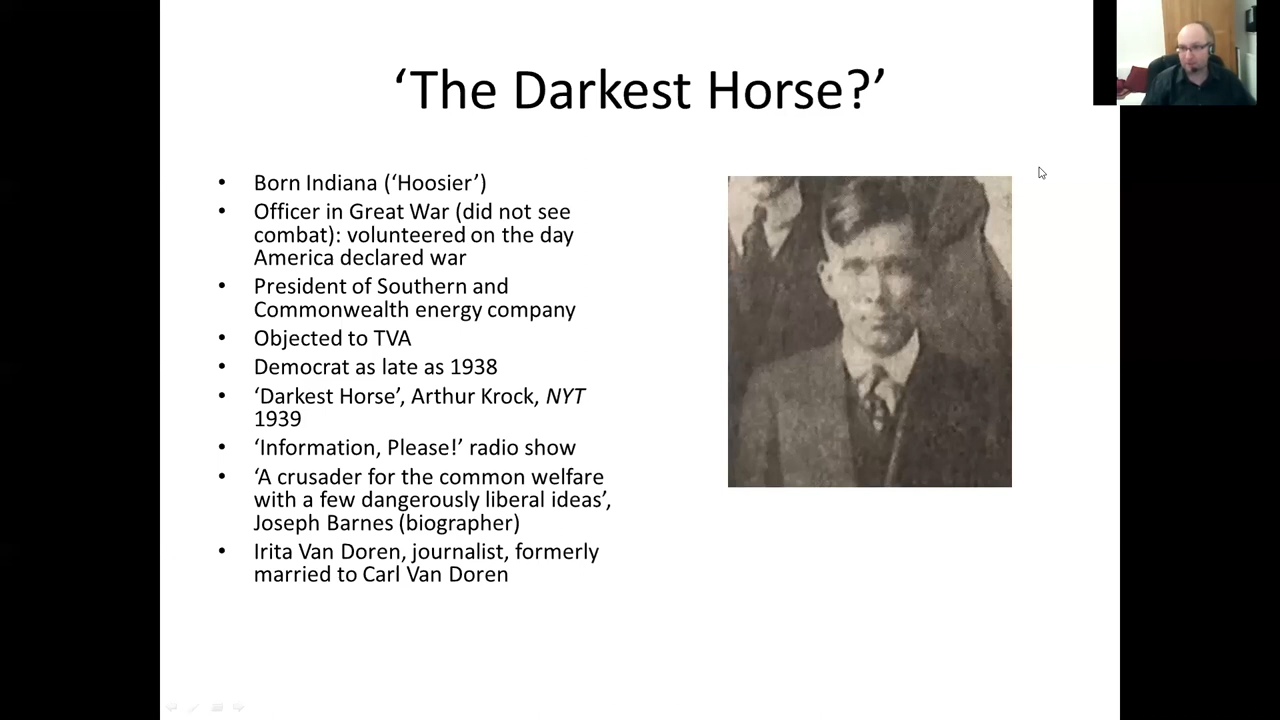 ‘The Darkest Horse?’
• Born Indiana (‘Hoosier’)
• Officer in Great War (did not see
combat): volunteered on the day
America declared war
• President of Southern and
Commonwealth energy company
• Objected to TVA
• Democrat as late as 1938
• ‘Darkest Horse’, Arthur Krock, NYT
1939
• ‘Information, Please!’ radio show
• ‘A crusader for the common welfare
with a few dangerously liberal ideas’,
Joseph Barnes (biographer)
• Irita Van Doren, journalist, formerly
married to Carl Van Doren